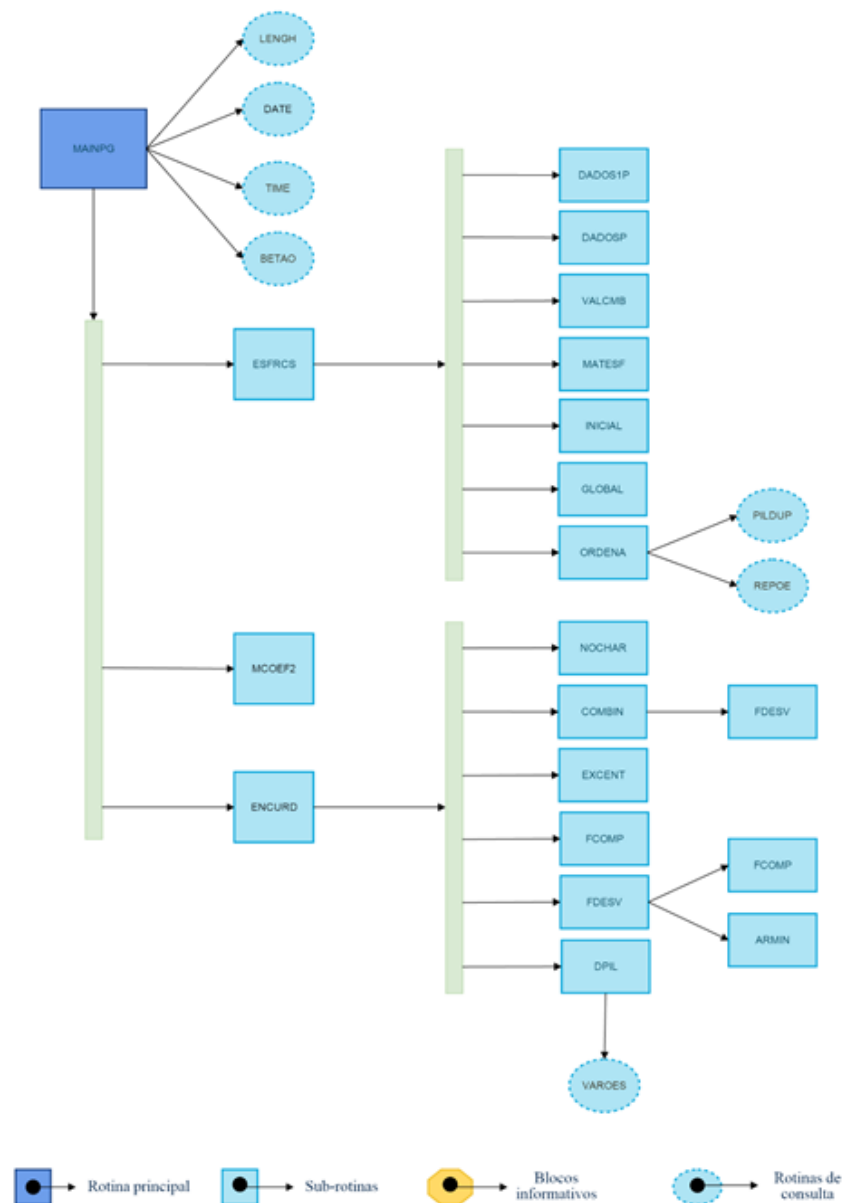 LENGH
DATE
MAINPG
TIME
BETAO
DADOS1P
DADOSP
VALCMB
ESFRCS
MATESF
INICIAL
GLOBAL
PILDUP
ORDENA
REPOE
NOCHAR
MCOEF2
COMBIN
FDESV
EXCENT
ENCURD
FCOMP
FCOMP
FDESV
ARMIN
DPIL
VAROES
Rotina principal
Sub-rotinas
Blocos
informativos
Rotinas de
consulta